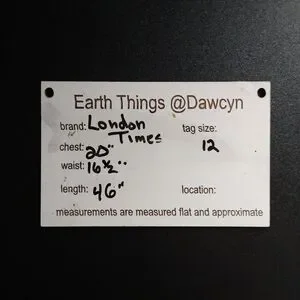 Earth Things @Dawcyn
brand: London Times
tag size: 12
chest: 20"
waist: 16½"
length: 46"
location:
measurements are measured flat and approximate